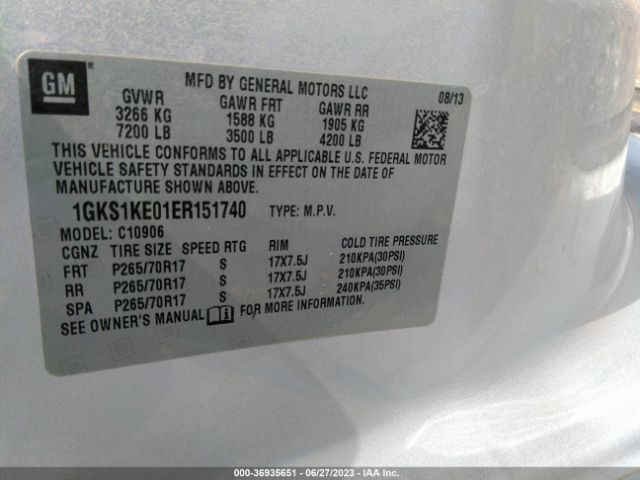 GM ®
MFD BY GENERAL MOTORS LLC 08/13
GVWR GAWR FRT GAWR RR
3266 KG 1588 KG 1905 KG
7200 LB 3500 LB 4200 LB
THIS VEHICLE CONFORMS TO ALL APPLICABLE U.S. FEDERAL MOTOR
VEHICLE SAFETY STANDARDS IN EFFECT ON THE DATE OF
MANUFACTURE SHOWN ABOVE.
1GKS1KE01ER151740 TYPE: M.P.V.
MODEL: C10906
CGNZ TIRE SIZE SPEED RTG RIM COLD TIRE PRESSURE
FRT P265/70R17 S 17X7.5J 210KPA(30PSI)
RR P265/70R17 S 17X7.5J 210KPA(30PSI)
SPA P265/70R17 S 17X7.5J 240KPA(35PSI)
SEE OWNER'S MANUAL FOR MORE INFORMATION.
000-36935651 - 06/27/2023 - IAA Inc.